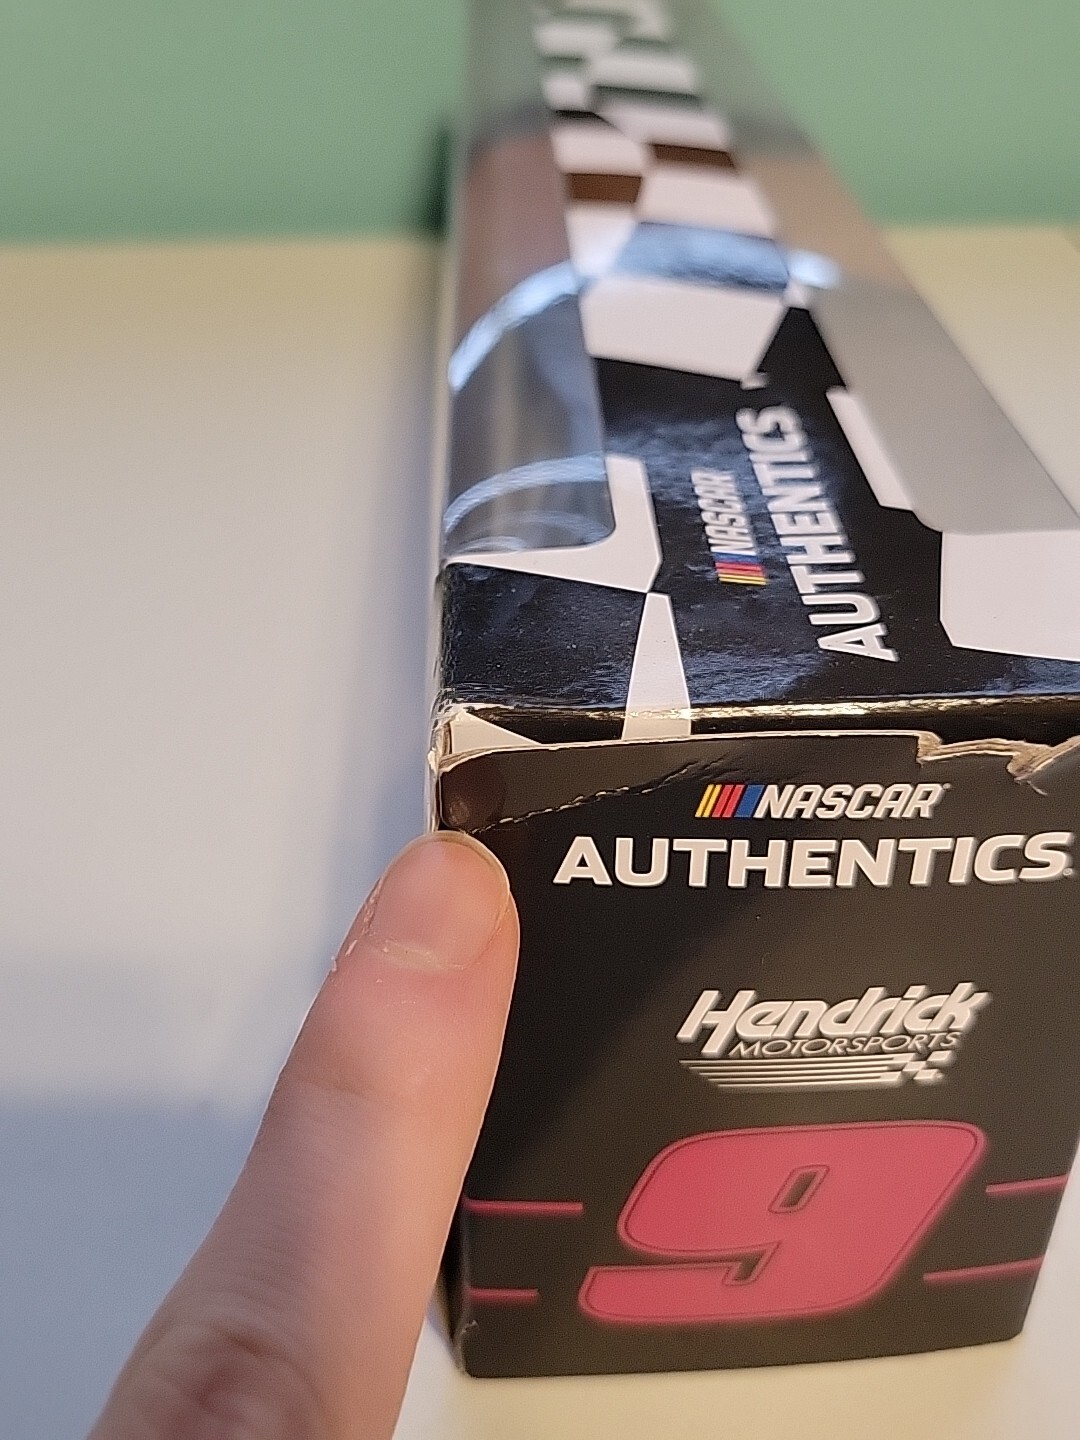 NASCAR
AUTHENTICS
NASCAR
AUTHENTICS
Hendrick
MOTORSPORTS
9